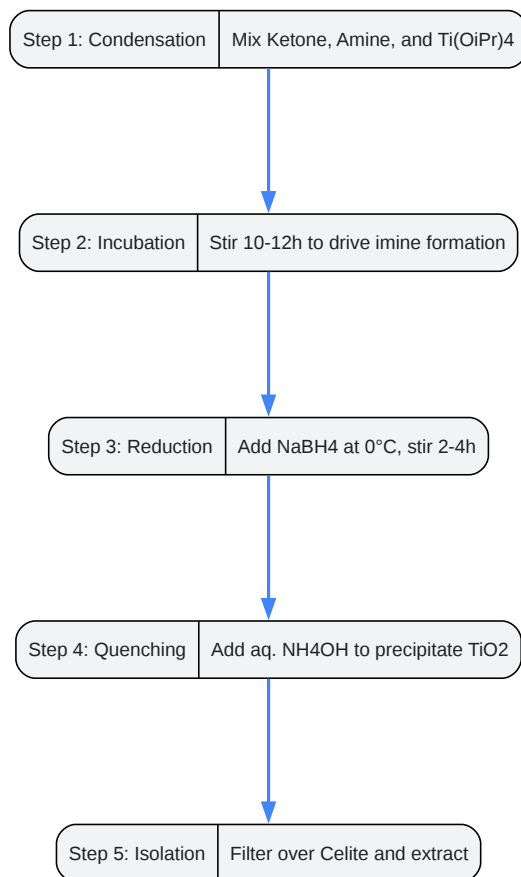 Step 1: Condensation Mix Ketone, Amine, and Ti(OiPr)4
Step 2: Incubation Stir 10-12h to drive imine formation
Step 3: Reduction Add NaBH4 at 0°C, stir 2-4h
Step 4: Quenching Add aq. NH4OH to precipitate TiO2
Step 5: Isolation Filter over Celite and extract